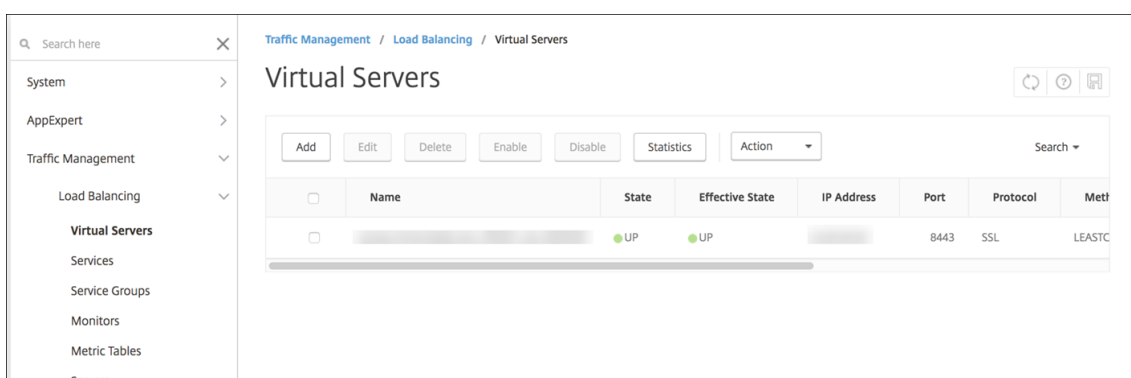 Search here
System
AppExpert
Traffic Management
Load Balancing
Virtual Servers
Services
Service Groups
Monitors
Metric Tables
Traffic Management / Load Balancing / Virtual Servers
Virtual Servers
Add Edit Delete Enable Disable Statistics Action Search
Name State Effective State IP Address Port Protocol Meth
UP UP 8443 SSL LEASTC